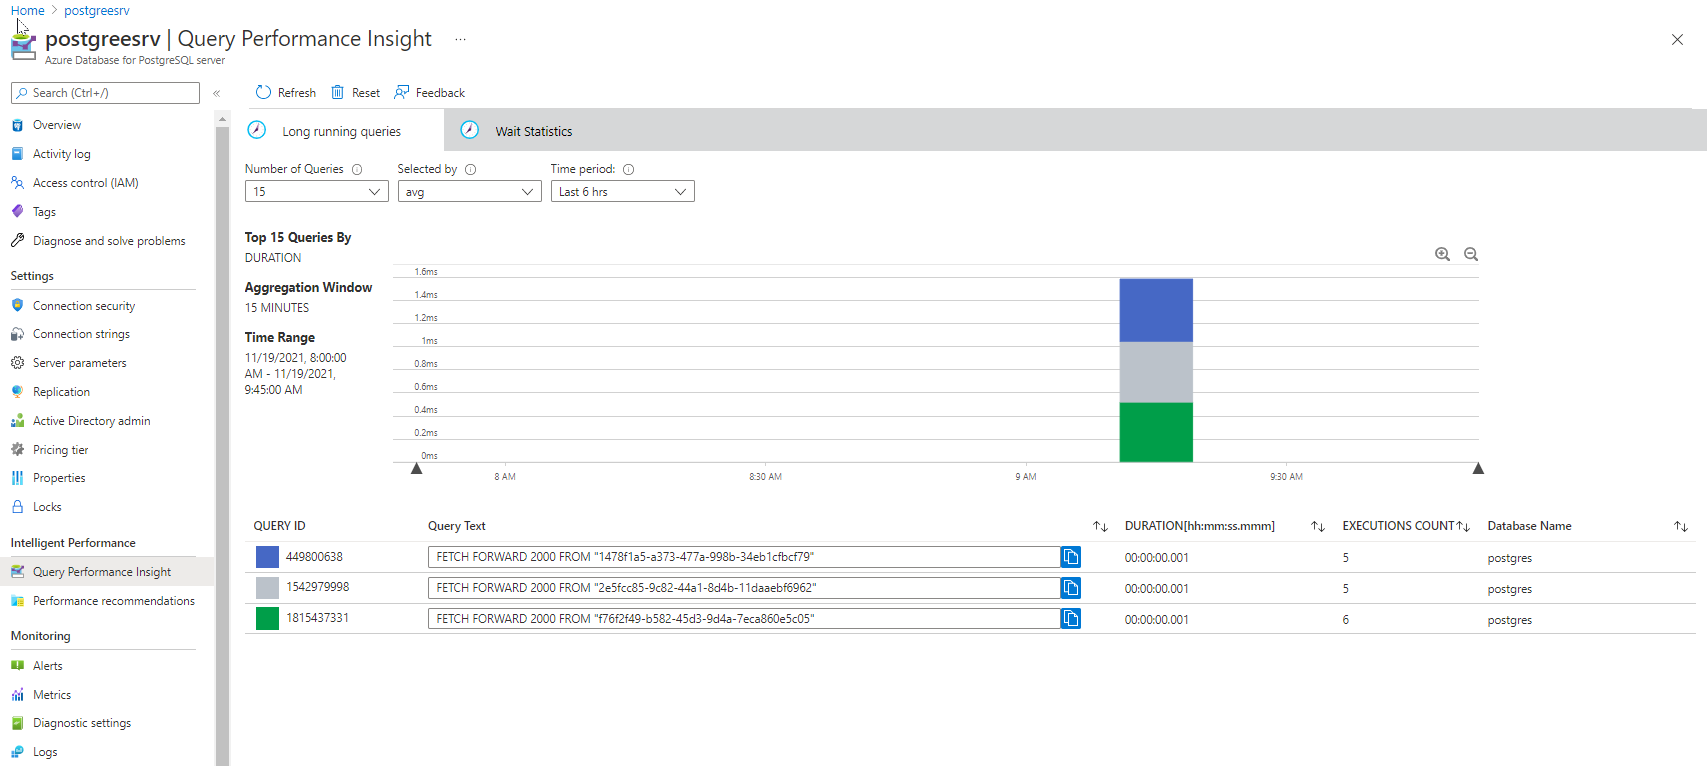 Home > postgreesrv
postgreesrv | Query Performance Insight ...
Azure Database for PostgreSQL server
Search (Ctrl+/)
«
Overview
Activity log
Access control (IAM)
Tags
Diagnose and solve problems
Settings
Connection security
Connection strings
Server parameters
Replication
Active Directory admin
Pricing tier
Properties
Locks
Intelligent Performance
Query Performance Insight
Performance recommendations
Monitoring
Alerts
Metrics
Diagnostic settings
Logs
Refresh Reset Feedback
Long running queries Wait Statistics
Number of Queries Selected by Time period:
15 avg Last 6 hrs
Top 15 Queries By
DURATION
Aggregation Window
15 MINUTES
Time Range
11/19/2021, 8:00:00
AM - 11/19/2021,
9:45:00 AM
1.6ms
1.4ms
1.2ms
1ms
0.8ms
0.6ms
0.4ms
0.2ms
0ms
8 AM 8:30 AM 9 AM 9:30 AM
QUERY ID Query Text DURATION[hh:mm:ss.mmm] EXECUTIONS COUNT Database Name
449800638 FETCH FORWARD 2000 FROM "1478f1a5-a373-477a-998b-34eb1cfbcf79" 00:00:00.001 5 postgres
1542979998 FETCH FORWARD 2000 FROM "2e5fcc85-9c82-44a1-8d4b-11daaebf6962" 00:00:00.001 5 postgres
1815437331 FETCH FORWARD 2000 FROM "f76f2f49-b582-45d3-9d4a-7eca860e5c05" 00:00:00.001 6 postgres